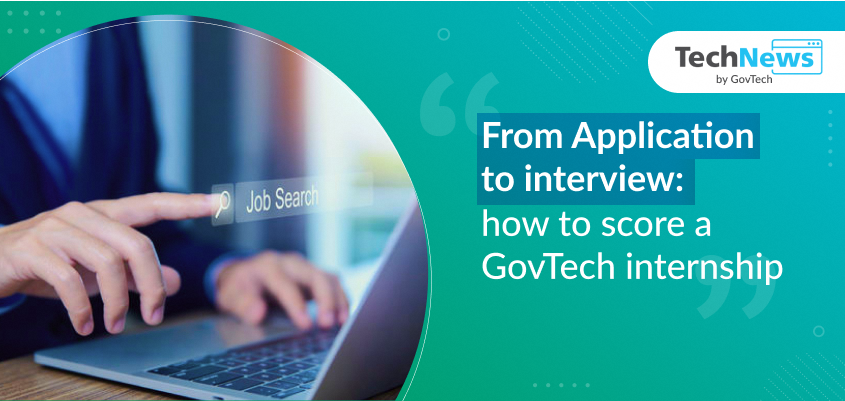 TechNews
by GovTech
From Application
to interview:
how to score a
GovTech internship
Job Search